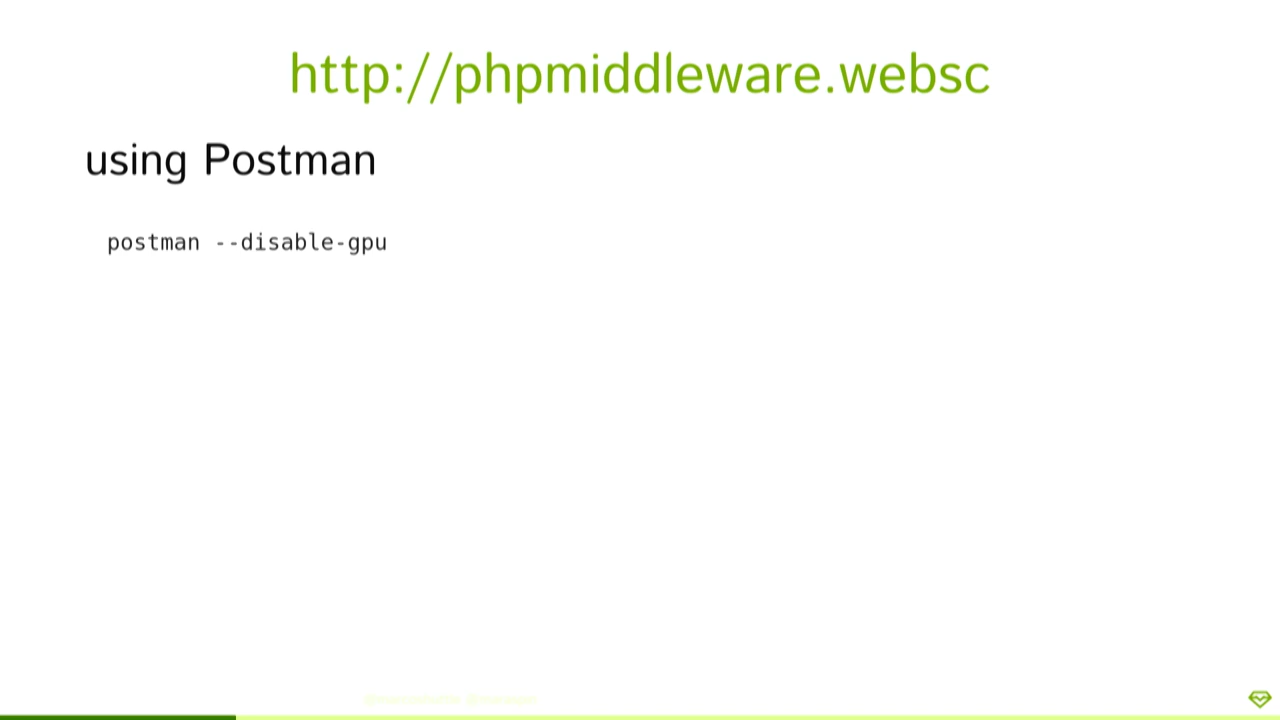 http://phpmiddleware.websc
using Postman
postman --disable-gpu